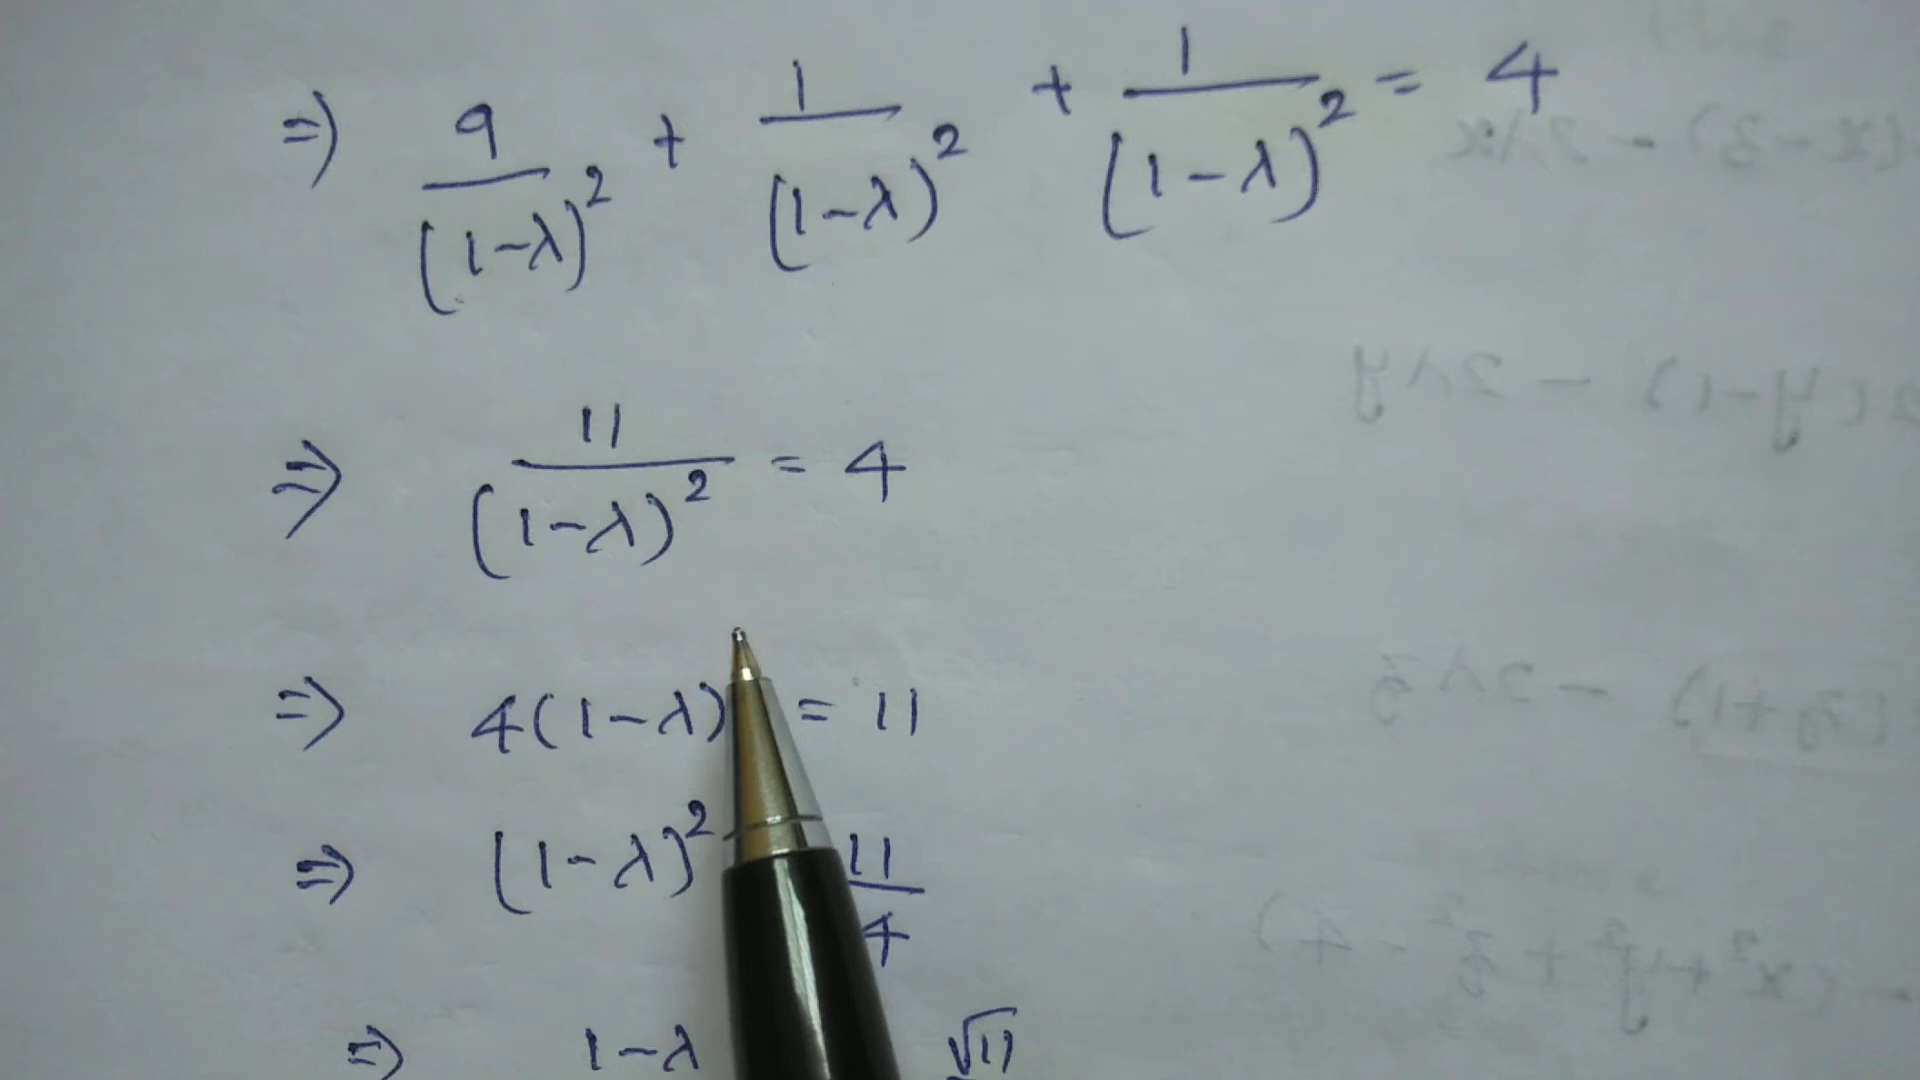 ⇒ 9/(1-λ)² + 1/(1-λ)² + 1/(1-λ)² = 4
⇒ 11/(1-λ)² = 4
⇒ 4(1-λ) = 11
⇒ (1-λ)² 11/4
⇒ 1-λ √11